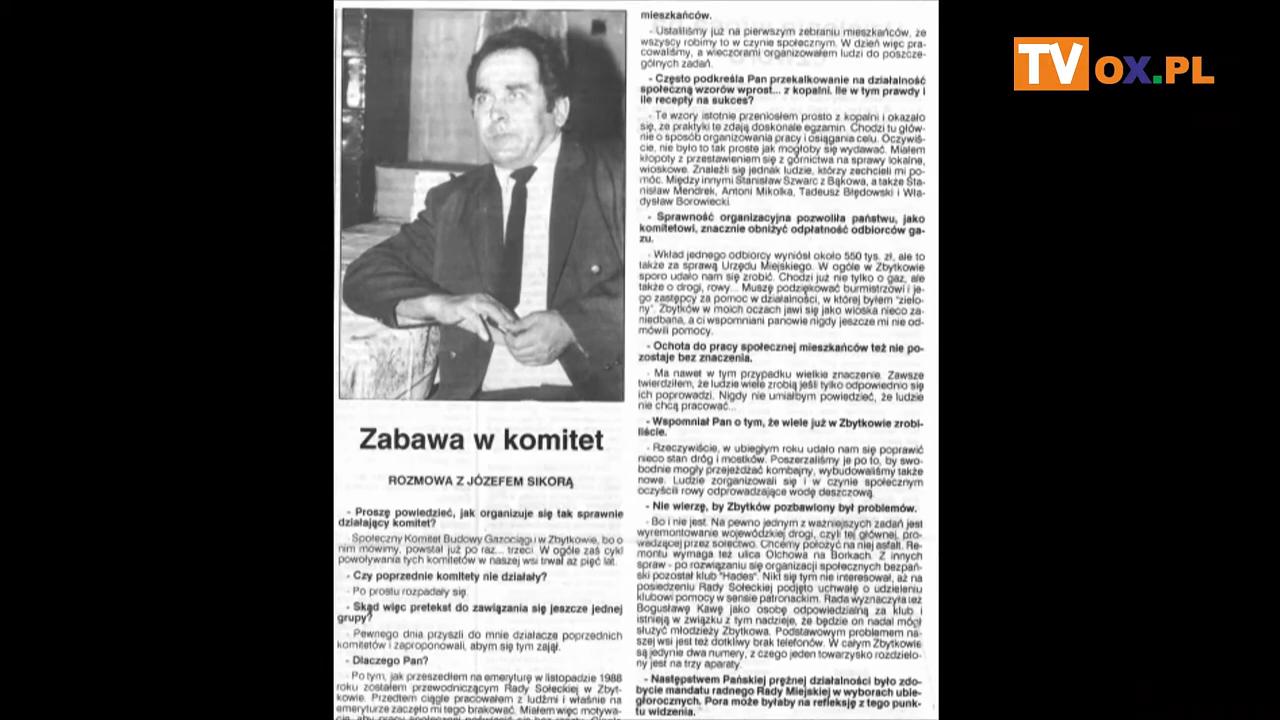 Zabawa w komitet
ROZMOWA Z JÓZEFEM SIKORĄ
- Proszę powiedzieć, jak organizuje się tak sprawnie
działający komitet?
- Społeczny Komitet Budowy Gazociągu w Zbytkowie, bo o
nim mówimy, powstał już po raz... trzeci. W ogóle zaś cykl
powoływania tych komitetów w naszej wsi trwał aż pięć lat.
- Czy poprzednie komitety nie działały?
- Po prostu rozpadały się.
- Skąd więc pretekst do zawiązania się jeszcze jednej
grupy?
- Pewnego dnia przyszli do mnie działacze poprzednich
komitetów i zaproponowali, abym się tym zajął.
- Dlaczego Pan?
- Po tym, jak przeszedłem na emeryturę w listopadzie 1988
roku zostałem przewodniczącym Rady Sołeckiej w Zbyt-
kowie. Przedtem ciągle pracowałem z ludźmi i właśnie na
emeryturze zaczęło mi tego brakować. Miałem więc motywa-
mieszkańców.
- Ustaliliśmy już na pierwszym zebraniu mieszkańców, że
wszyscy robimy to w czynie społecznym. W dzień więc pra-
cowaliśmy, a wieczorami organizowałem ludzi do poszcze-
gólnych zadań.
- Często podkreśla Pan przekalkowanie na działalność
społeczną wzorów wprost... z kopalni. Ile w tym prawdy i
ile recepty na sukces?
- Te wzory istotnie przeniosłem prosto z kopalni i okazało
się, że praktyki te zdają doskonale egzamin. Chodzi tu głów-
nie o sposób organizowania pracy i osiągania celu. Oczywiś-
cie, nie było to tak proste jak mogłoby się wydawać. Miałem
kłopoty z przestawieniem się z górnictwa na sprawy lokalne,
wioskowe. Znaleźli się jednak ludzie, którzy zechcieli mi po-
móc. Między innymi Stanisław Szwarc z Bąkowa, a także Sta-
nisław Mendrek, Antoni Mikolka, Tadeusz Błędowski i Wła-
dysław Borowiecki.
- Sprawność organizacyjna pozwoliła państwu, jako
komitetowi, znacznie obniżyć odpłatność odbiorców ga-
zu.
- Wkład jednego odbiorcy wyniósł około 550 tys. zł, ale to
także za sprawą Urzędu Miejskiego. W ogóle w Zbytkowie
sporo udało nam się zrobić. Chodzi już nie tylko o gaz, ale
także o drogi, rowy... Muszę podziękować burmistrzowi i je-
go zastępcy za pomoc w działalności, w której byłem "zielo-
ny". Zbytków w moich oczach jawi się jako wioska nieco za-
niedbana, a ci wspomniani panowie nigdy jeszcze mi nie od-
mówili pomocy.
- Ochota do pracy społecznej mieszkańców też nie po-
zostaje bez znaczenia.
- Ma nawet w tym przypadku wielkie znaczenie. Zawsze
twierdziłem, że ludzie wiele zrobią jeśli tylko odpowiednio się
ich poprowadzi. Nigdy nie umiałbym powiedzieć, że ludzie
nie chcą pracować...
- Wspomniał Pan o tym, że wiele już w Zbytkowie zrobi-
liście.
- Rzeczywiście, w ubiegłym roku udało nam się poprawić
nieco stan dróg i mostków. Poszerzaliśmy je po to, by swo-
bodnie mogły przejeżdżać kombajny, wybudowaliśmy także
nowe. Ludzie zorganizowali się i w czynie społecznym
oczyścili rowy odprowadzające wodę deszczową.
- Nie wierzę, by Zbytków pozbawiony był problemów.
- Bo i nie jest. Na pewno jednym z ważniejszych zadań jest
wyremontowanie wojewódzkiej drogi, czyli tej głównej, pro-
wadzącej przez sołectwo. Chcemy położyć na niej asfalt. Re-
montu wymaga też ulica Olchowa na Borkach. Z innych
spraw - po rozwiązaniu się organizacji społecznych bezpań-
ski pozostał klub "Hades". Nikt się tym nie interesował, aż na
posiedzeniu Rady Sołeckiej podjęto uchwałę o udzieleniu
klubowi pomocy w sensie patronackim. Rada wyznaczyła też
Bogusławę Kawę jako osobę odpowiedzialną za klub i
istnieją w związku z tym nadzieje, że będzie on nadal mógł
służyć młodzieży Zbytkowa. Podstawowym problemem na-
szej wsi jest też dotkliwy brak telefonów. W całym Zbytkowie
są jedynie dwa numery, z czego jeden towarzysko rozdzielo-
ny jest na trzy aparaty.
- Następstwem Pańskiej prężnej działalności było zdo-
bycie mandatu radnego Rady Miejskiej w wyborach ubie-
głorocznych. Pora może byłaby na refleksję z tego punk-
tu widzenia.
TVOX.PL